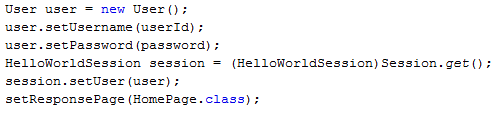 User user = new User();
user.setUsername(userId);
user.setPassword(password);
HelloWorldSession session = (HelloWorldSession)Session.get();
session.setUser(user);
setResponsePage(HomePage.class);